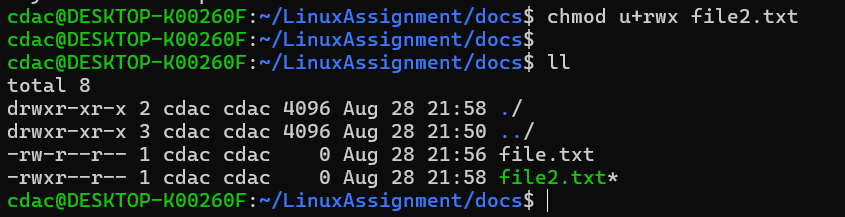 cdac@DESKTOP-K00260F:~/LinuxAssignment/docs$ chmod u+rwx file2.txt
cdac@DESKTOP-K00260F:~/LinuxAssignment/docs$
cdac@DESKTOP-K00260F:~/LinuxAssignment/docs$ ll
total 8
drwxr-xr-x 2 cdac cdac 4096 Aug 28 21:58 ./
drwxr-xr-x 3 cdac cdac 4096 Aug 28 21:50 ../
-rw-r--r-- 1 cdac cdac    0 Aug 28 21:56 file.txt
-rwxr--r-- 1 cdac cdac    0 Aug 28 21:58 file2.txt*
cdac@DESKTOP-K00260F:~/LinuxAssignment/docs$